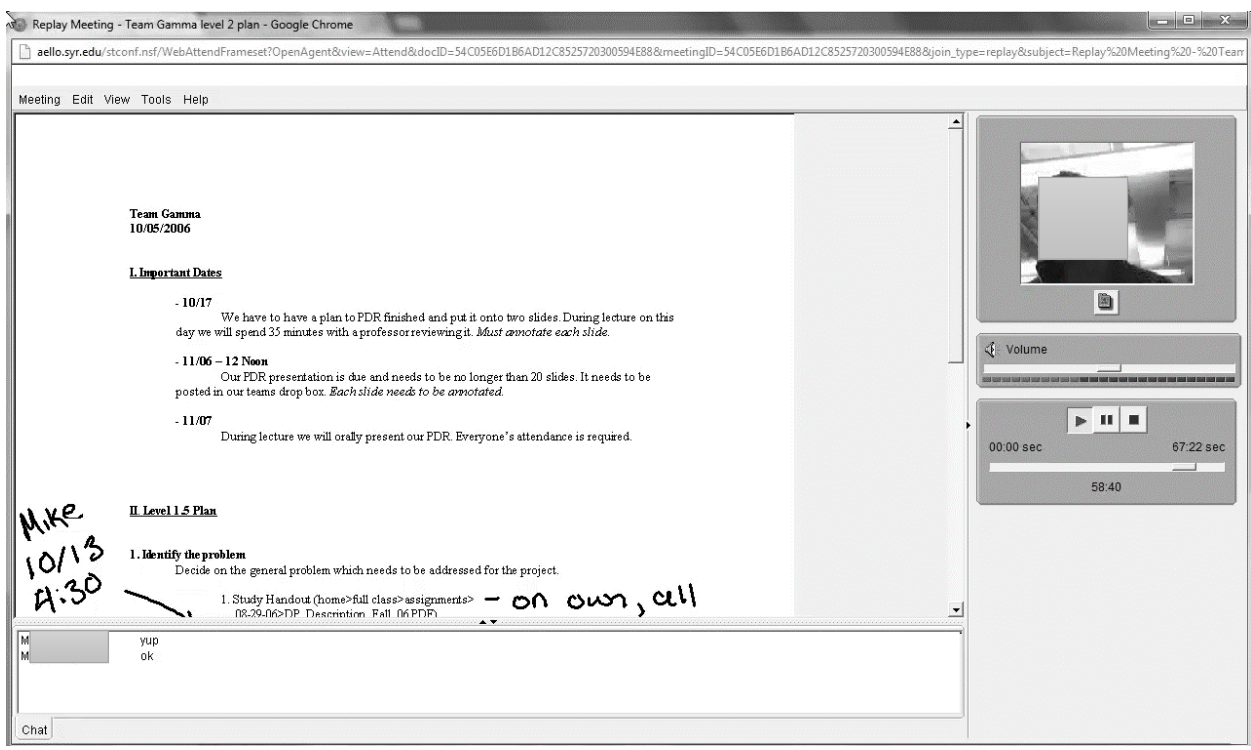 Replay Meeting - Team Gamma level 2 plan - Google Chrome
aello.syr.edu/stconf.nsf/WebAttendFrameset?OpenAgent&view=Attend&docID=54C05E6D1B6AD12C8525720300594E88&meetingID=54C05E6D1B6AD12C8525720300594E88&join_type=replay&subject=Replay%20Meeting%20-%20Team
Meeting Edit View Tools Help
Team Gamma
10/05/2006
I. Important Dates
- 10/17
We have to have a plan to PDR finished and put it onto two slides. During lecture on this
day we will spend 35 minutes with a professor reviewing it. Must annotate each slide.
- 11/06 – 12 Noon
Our PDR presentation is due and needs to be no longer than 20 slides. It needs to be
posted in our teams drop box. Each slide needs to be annotated.
- 11/07
During lecture we will orally present our PDR. Everyone's attendance is required.
II. Level 1.5 Plan
Mike
10/13
4:30
1. Identify the problem
Decide on the general problem which needs to be addressed for the project.
1. Study Handout (home>full class>assignments> - on own, all
08-29-06>DP_Description_Fall_06.PDF)
M yup
M ok
Chat
Volume
00:00 sec 67:22 sec
58:40